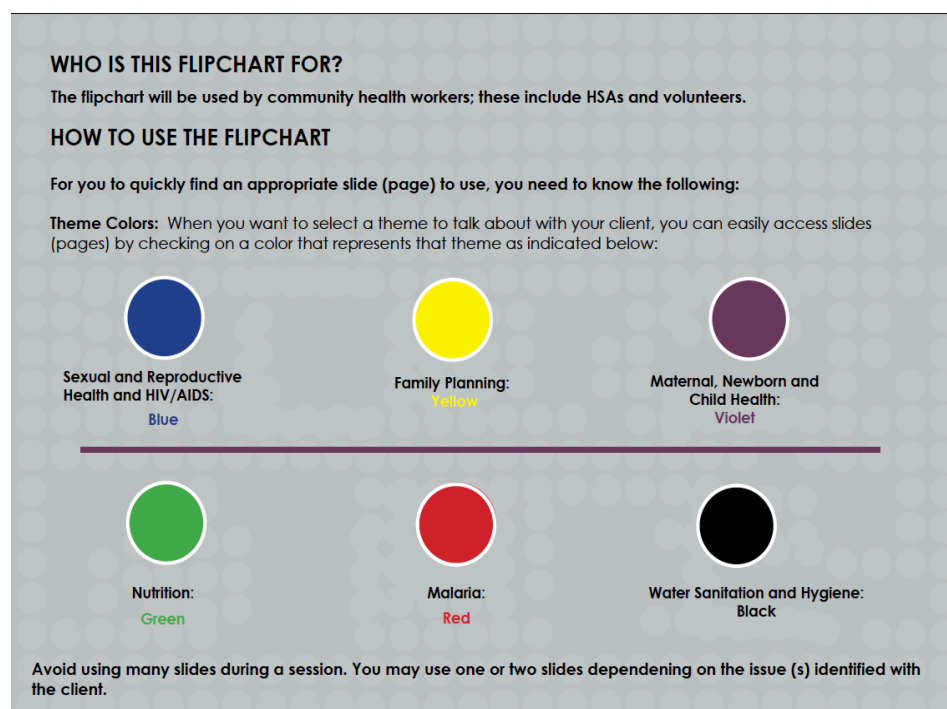 WHO IS THIS FLIPCHART FOR?
The flipchart will be used by community health workers; these include HSAs and volunteers.
HOW TO USE THE FLIPCHART
For you to quickly find an appropriate slide (page) to use, you need to know the following:
Theme Colors: When you want to select a theme to talk about with your client, you can easily access slides
(pages) by checking on a color that represents that theme as indicated below:
Sexual and Reproductive
Health and HIV/AIDS:
Blue
Family Planning:
Yellow
Maternal, Newborn and
Child Health:
Violet
Nutrition:
Green
Malaria:
Red
Water Sanitation and Hygiene:
Black
Avoid using many slides during a session. You may use one or two slides dependening on the issue (s) identified with
the client.